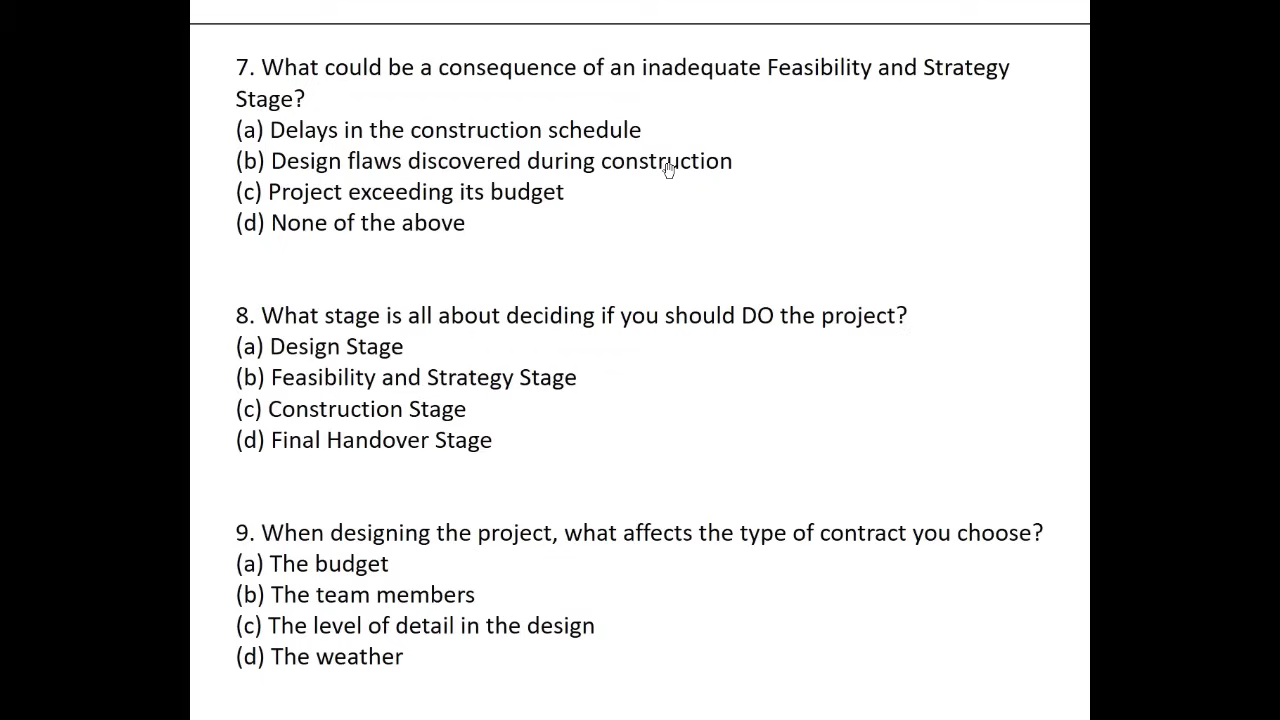 7. What could be a consequence of an inadequate Feasibility and Strategy
Stage?
(a) Delays in the construction schedule
(b) Design flaws discovered during construction
(c) Project exceeding its budget
(d) None of the above
8. What stage is all about deciding if you should DO the project?
(a) Design Stage
(b) Feasibility and Strategy Stage
(c) Construction Stage
(d) Final Handover Stage
9. When designing the project, what affects the type of contract you choose?
(a) The budget
(b) The team members
(c) The level of detail in the design
(d) The weather